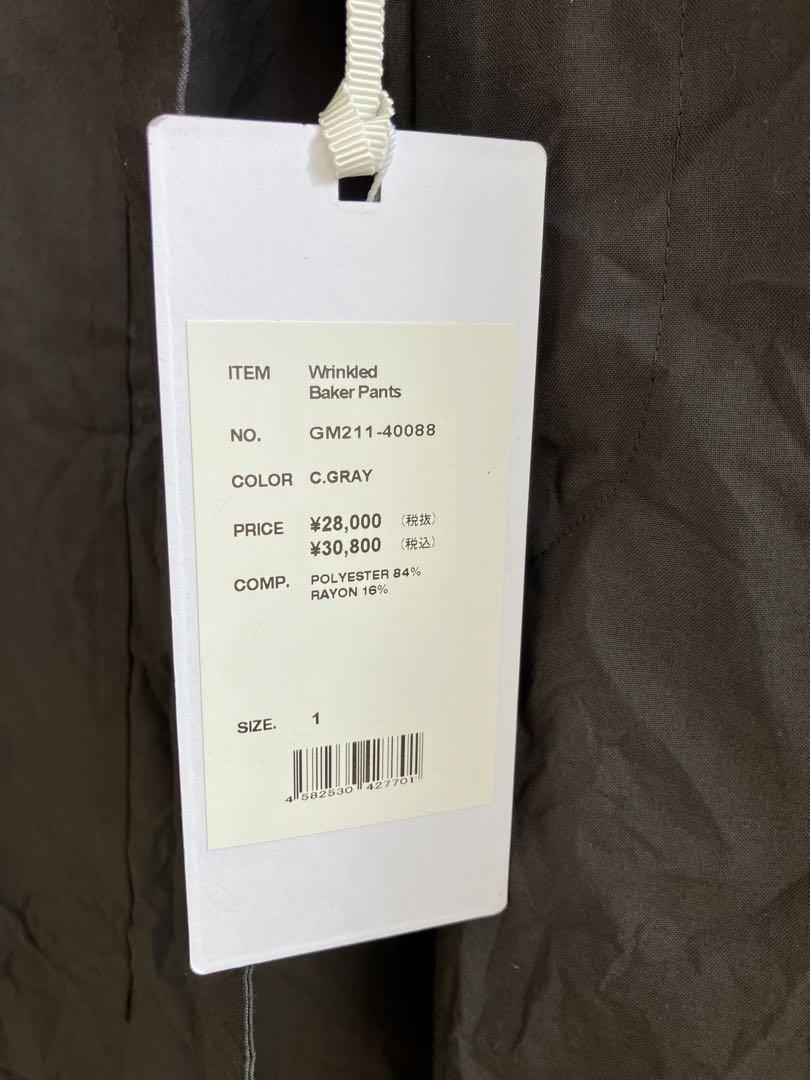 ITEM Wrinkled
Baker Pants
NO. GM211-40088
COLOR C.GRAY
PRICE ¥28,000 (税抜)
¥30,800 (税込)
COMP. POLYESTER 84%
RAYON 16%
SIZE. 1
4 582530 427701